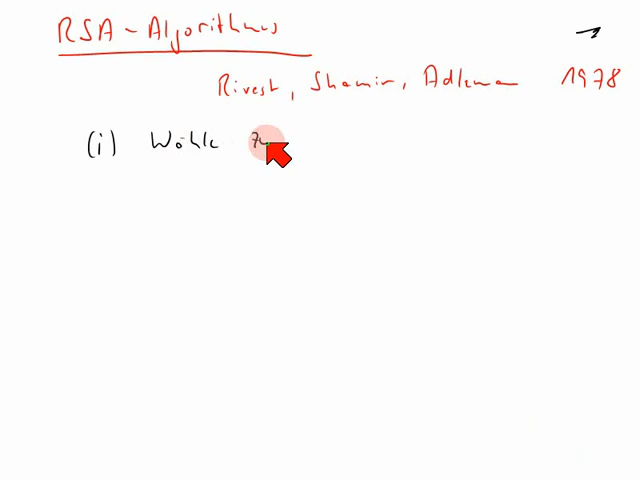 RSA - Algorithmus
Rivest, Shamir, Adleman 1978
(i) Wähle